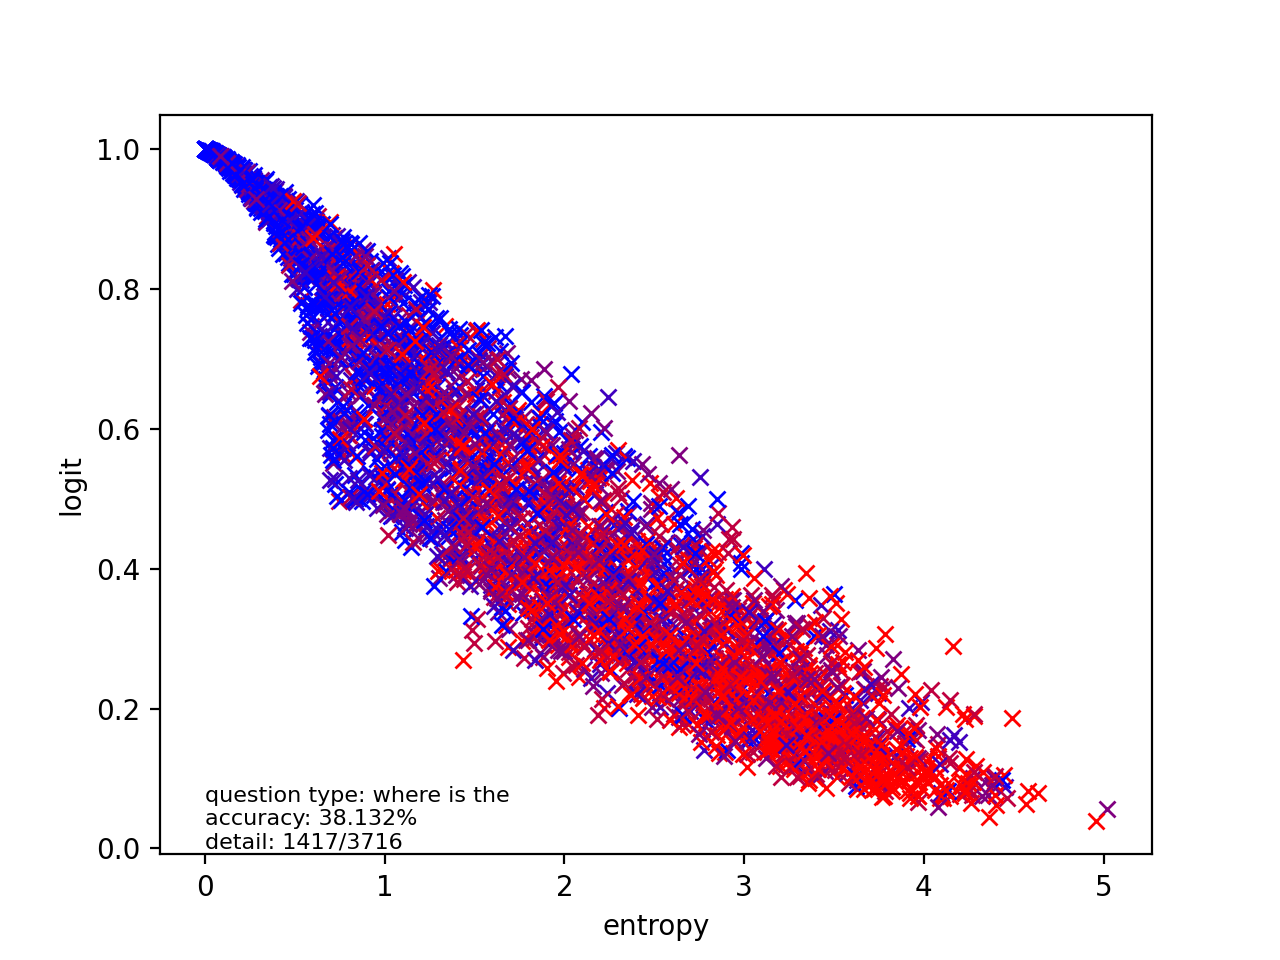 1.0
0.8
0.6
0.4
0.2
0.0
logit
question type: where is the
accuracy: 38.132%
detail: 1417/3716
0 1 2 3 4 5
entropy